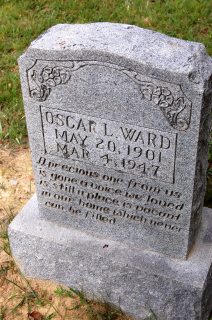 OSCAR L. WARD
MAY 20, 1901
MAR 4, 1947
A precious one from us
is gone a voice we loved
is still a place is vacant
in our home which never
can be filled